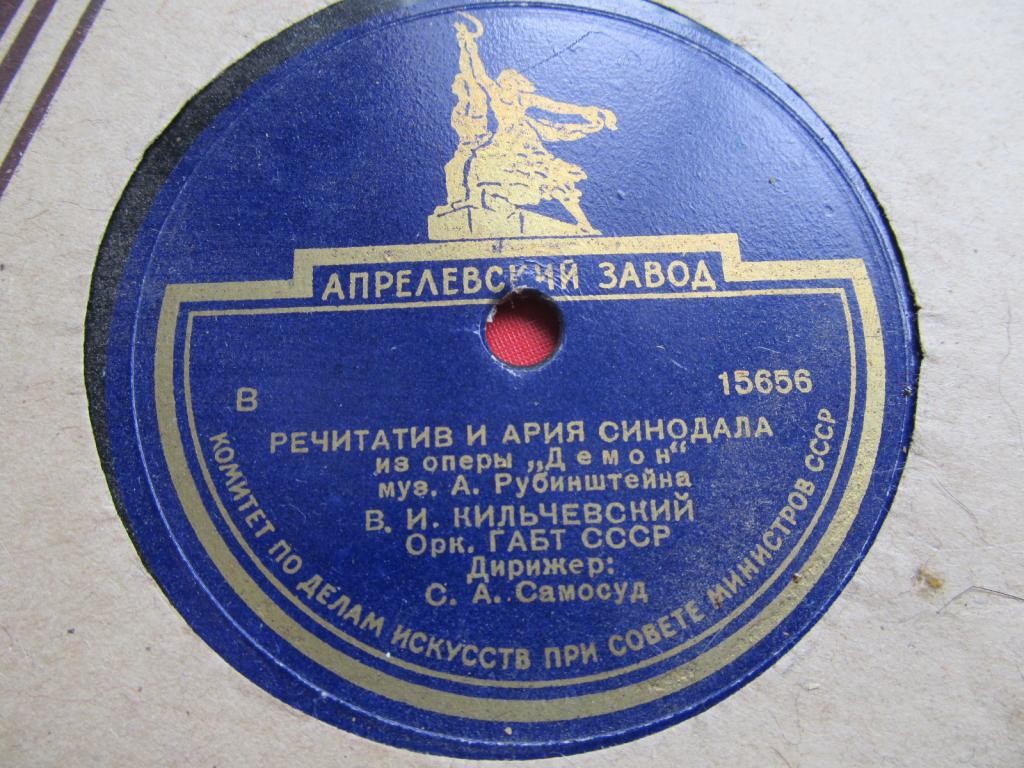 АПРЕЛЕВСКИЙ ЗАВОД
В 15656
РЕЧИТАТИВ И АРИЯ СИНОДАЛА
из оперы „Демон"
муз. А. Рубинштейна
В. И. КИЛЬЧЕВСКИЙ
Орк. ГАБТ СССР
Дирижер:
С. А. Самосуд
КОМИТЕТ ПО ДЕЛАМ ИСКУССТВ ПРИ СОВЕТЕ МИНИСТРОВ СССР